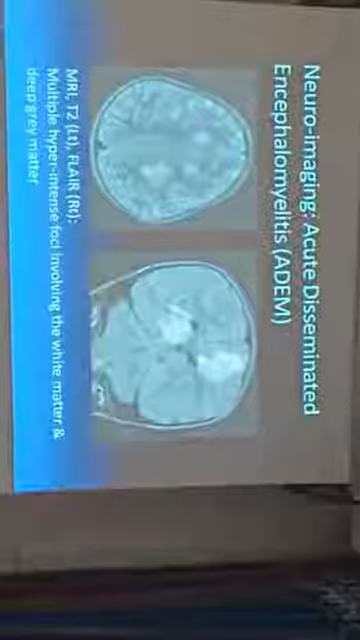 Neuro-imaging: Acute Disseminated
Encephalomyelitis (ADEM)
MRI, T2 (Lt), FLAIR (Rt):
Multiple hyper-intense foci involving the white matter &
deep grey matter